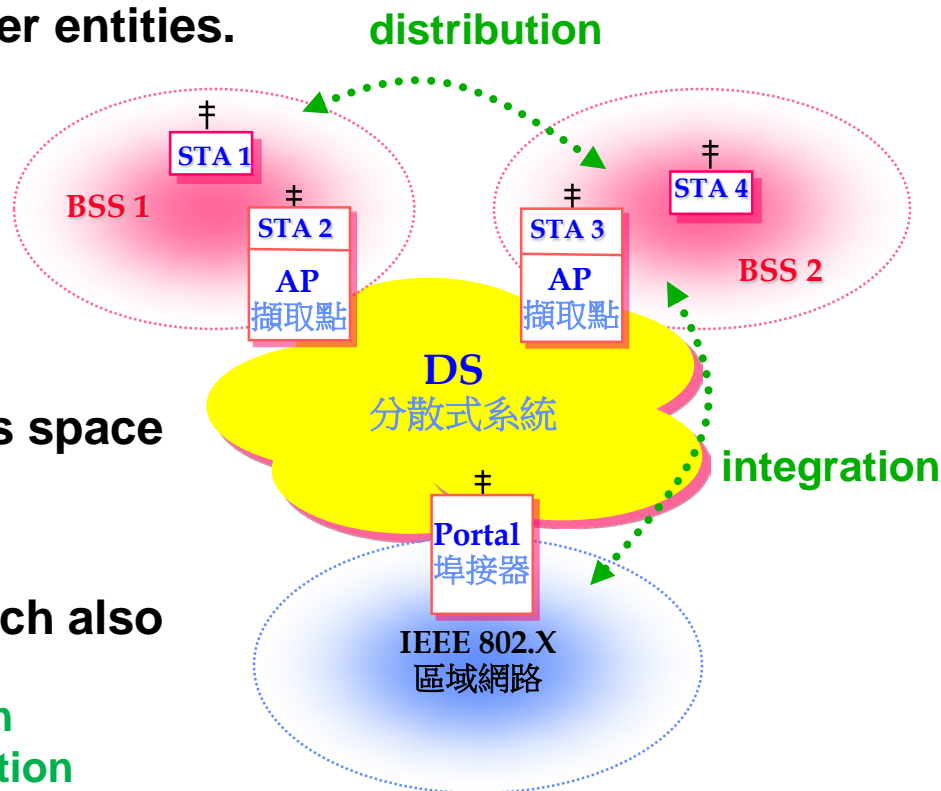 er entities.
distribution
‡
STA 1
BSS 1
‡
STA 2
AP
擷取點
‡
STA 3
AP
擷取點
‡
STA 4
BSS 2
DS
分散式系統
s space
integration
‡
Portal
埠接器
ch also
IEEE 802.X
區域網路
n
tion